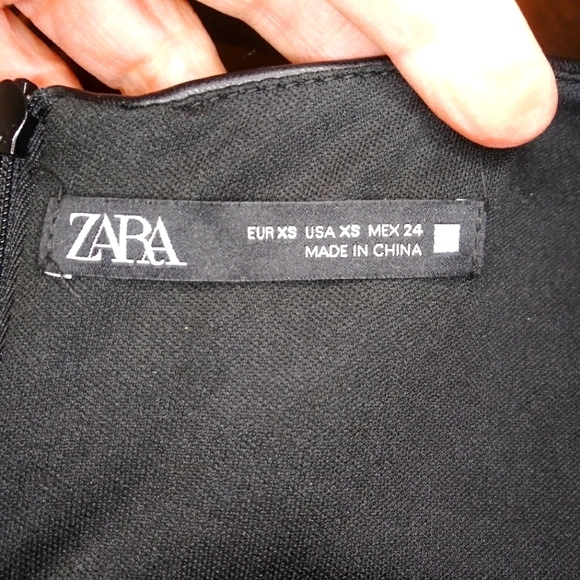 ZARA
EUR XS USA XS MEX 24
MADE IN CHINA